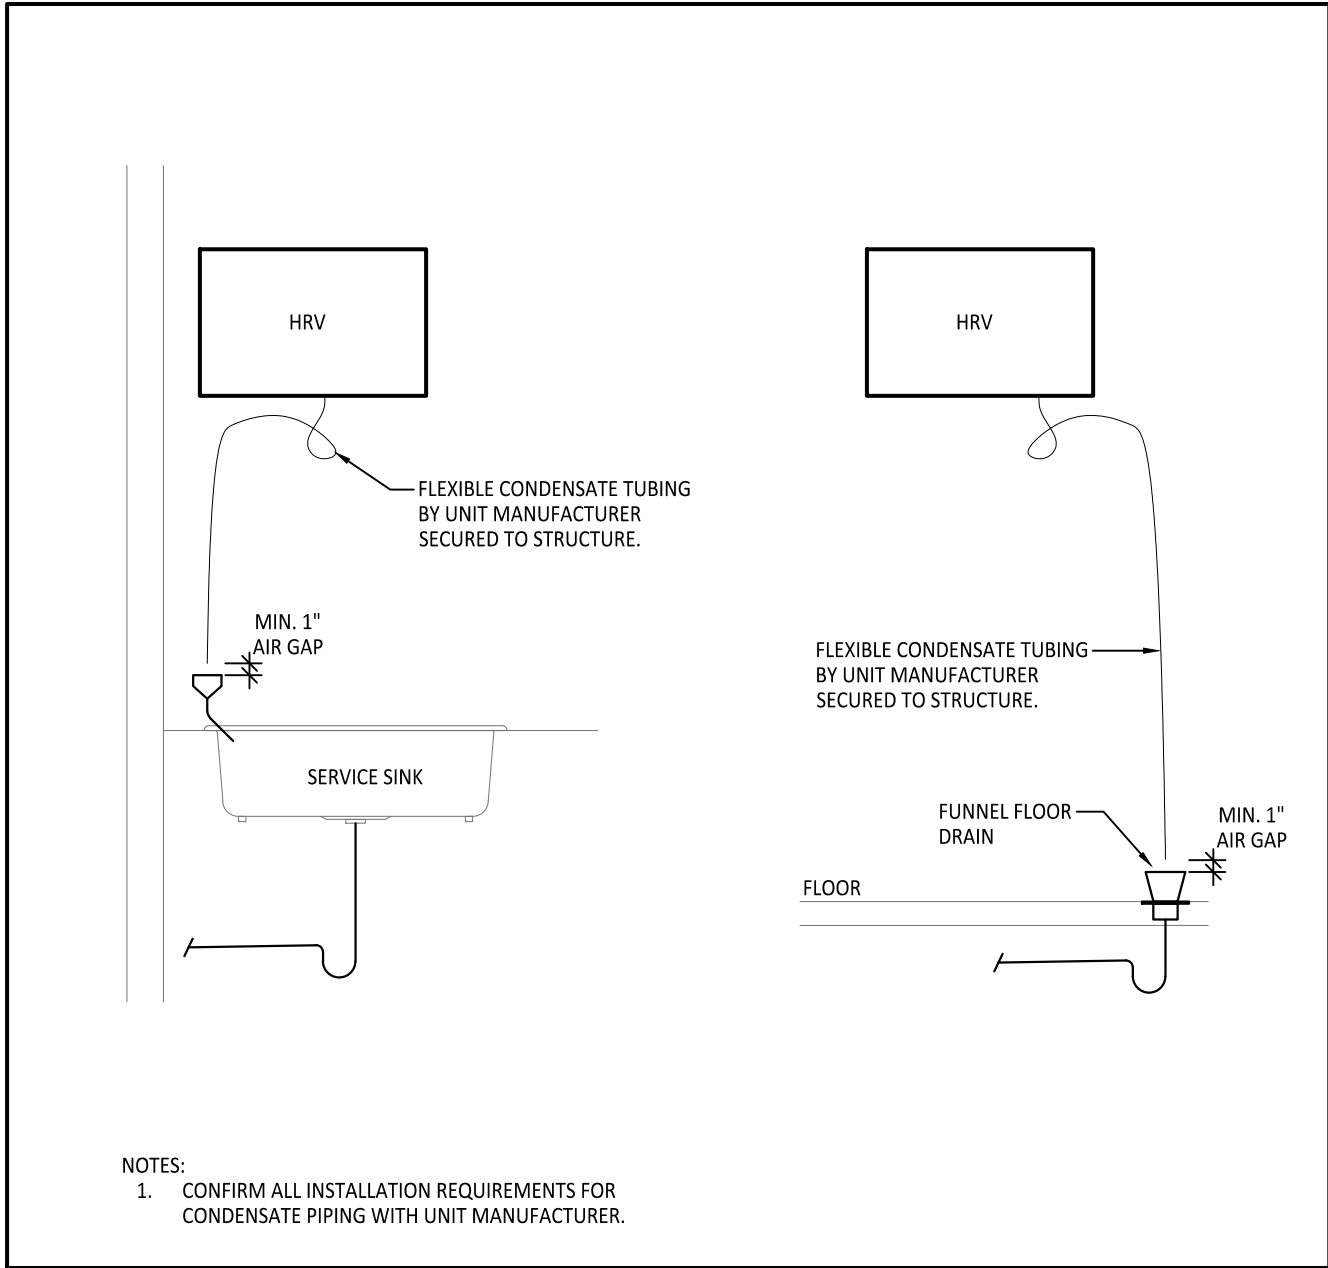 HRV
FLEXIBLE CONDENSATE TUBING
BY UNIT MANUFACTURER
SECURED TO STRUCTURE.
MIN. 1"
AIR GAP
SERVICE SINK
HRV
FLEXIBLE CONDENSATE TUBING
BY UNIT MANUFACTURER
SECURED TO STRUCTURE.
FUNNEL FLOOR
DRAIN
MIN. 1"
AIR GAP
FLOOR
NOTES:
1. CONFIRM ALL INSTALLATION REQUIREMENTS FOR
CONDENSATE PIPING WITH UNIT MANUFACTURER.